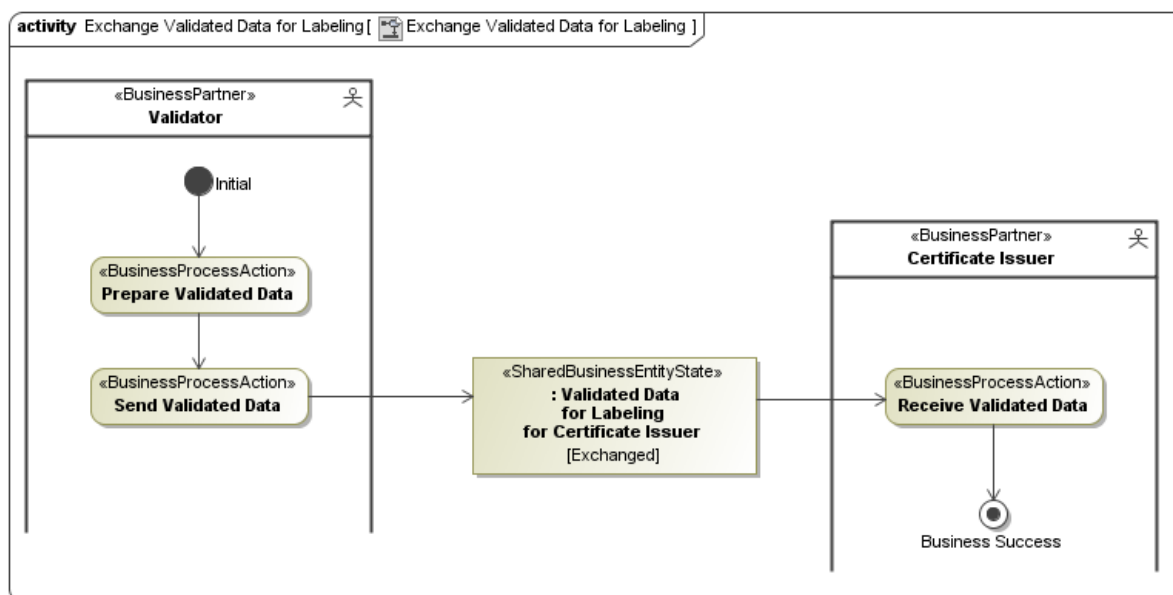 activity Exchange Validated Data for Labeling [ Exchange Validated Data for Labeling ]
«BusinessPartner»
Validator
Initial
«BusinessProcessAction»
Prepare Validated Data
«BusinessProcessAction»
Send Validated Data
«SharedBusinessEntityState»
: Validated Data
for Labeling
for Certificate Issuer
[Exchanged]
«BusinessPartner»
Certificate Issuer
«BusinessProcessAction»
Receive Validated Data
Business Success